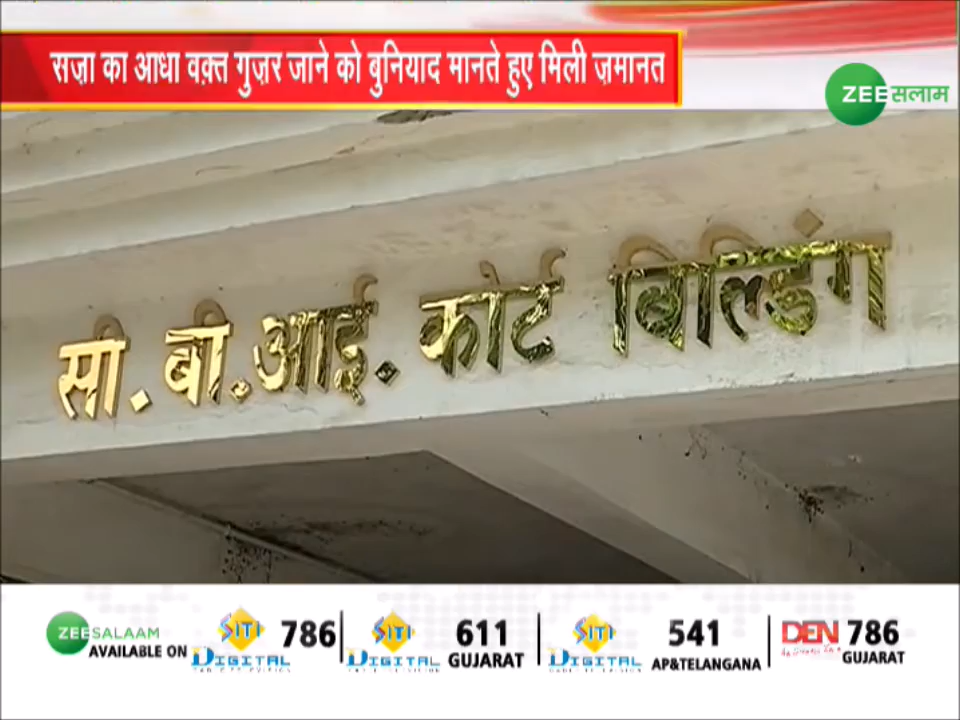 सज़ा का आधा वक़्त गुज़र जाने को बुनियाद मानते हुए मिली ज़मानत
ZEE सलाम
सी. बी. आई. कोर्ट बिल्डिंग
ZEE SALAAM
AVAILABLE ON
SITI
DIGITAL
786
SITI
DIGITAL
611
GUJARAT
SITI
DIGITAL
541
AP&TELANGANA
DEN
786
GUJARAT